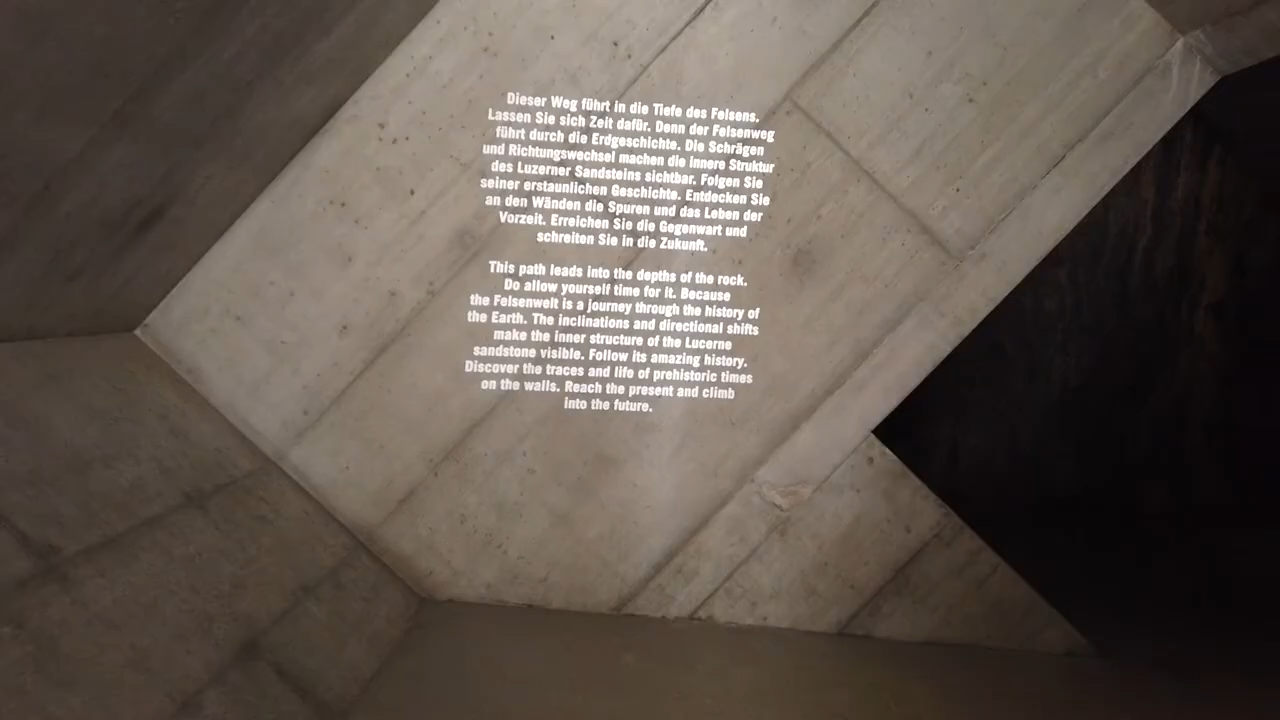 Dieser Weg führt in die Tiefe des Felsens.
Lassen Sie sich Zeit dafür. Denn der Felsenweg
führt durch die Erdgeschichte. Die Schrägen
und Richtungswechsel machen die innere Struktur
des Luzerner Sandsteins sichtbar. Folgen Sie
seiner erstaunlichen Geschichte. Entdecken Sie
an den Wänden die Spuren und das Leben der
Vorzeit. Erreichen Sie die Gegenwart und
schreiten Sie in die Zukunft.
This path leads into the depths of the rock.
Do allow yourself time for it. Because
the Felsenwelt is a journey through the history of
the Earth. The inclinations and directional shifts
make the inner structure of the Lucerne
sandstone visible. Follow its amazing history.
Discover the traces and life of prehistoric times
on the walls. Reach the present and climb
into the future.